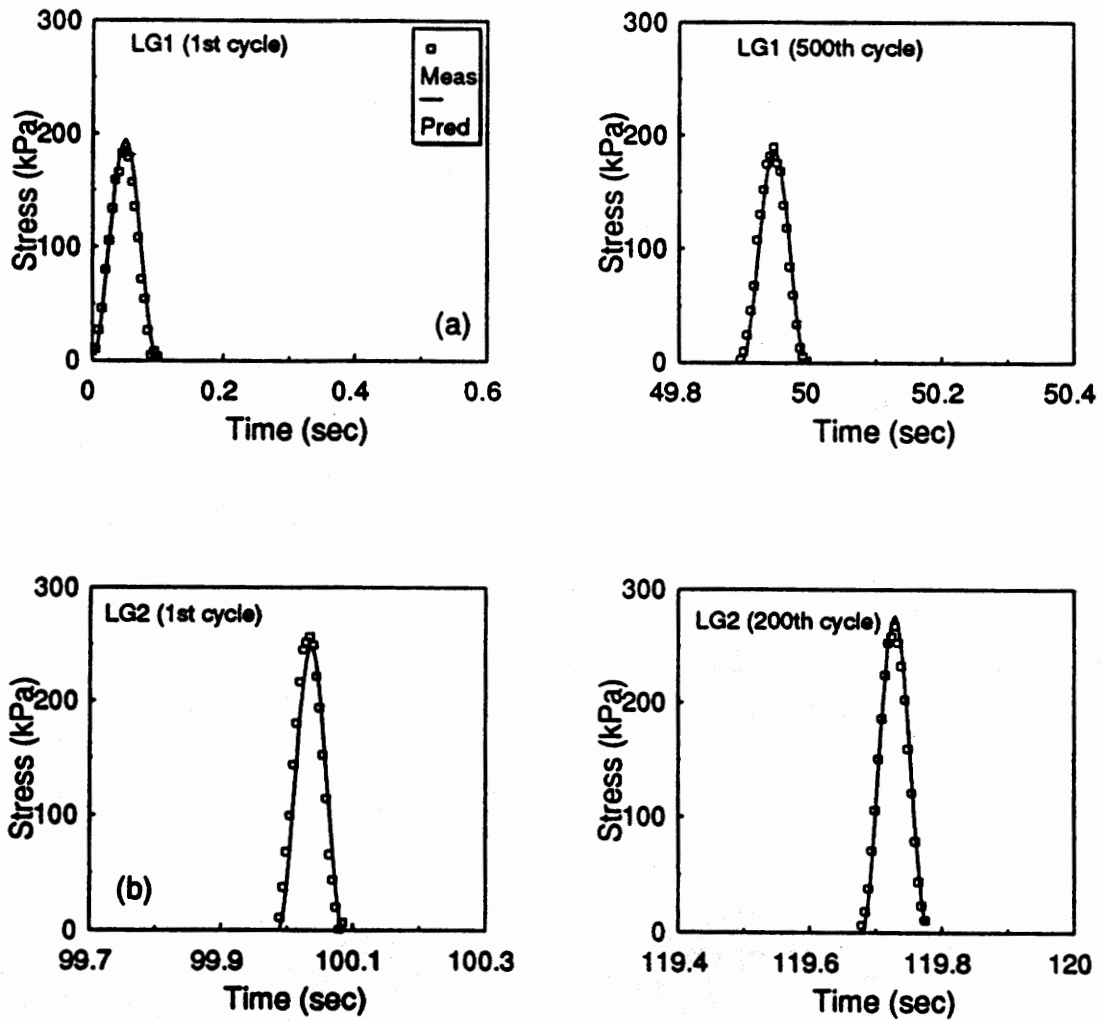 300
LG1 (1st cycle)
Meas
Pred
200
100
0
Stress (kPa)
(a)
0 0.2 0.4 0.6
Time (sec)
300
LG1 (500th cycle)
200
100
0
Stress (kPa)
49.8 50 50.2 50.4
Time (sec)
300
LG2 (1st cycle)
200
100
0
Stress (kPa)
(b)
99.7 99.9 100.1 100.3
Time (sec)
300
LG2 (200th cycle)
200
100
0
Stress (kPa)
119.4 119.6 119.8 120
Time (sec)